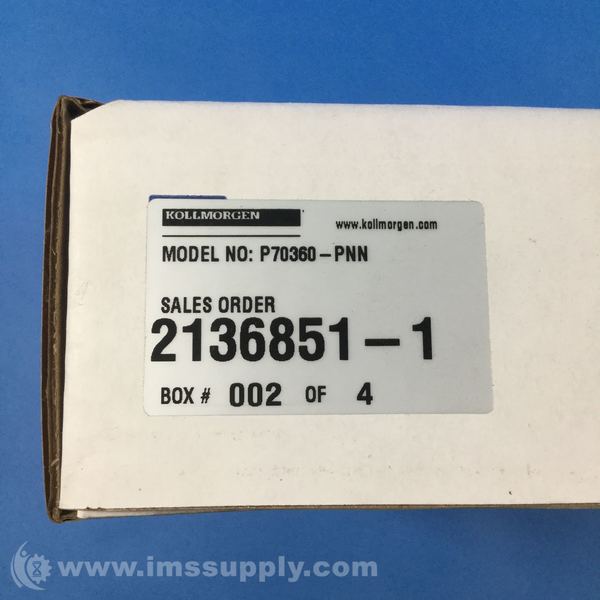 KOLLMORGEN
www.kollmorgen.com
MODEL NO: P70360-PNN
SALES ORDER
2136851-1
BOX # 002 OF 4
www.imssupply.com